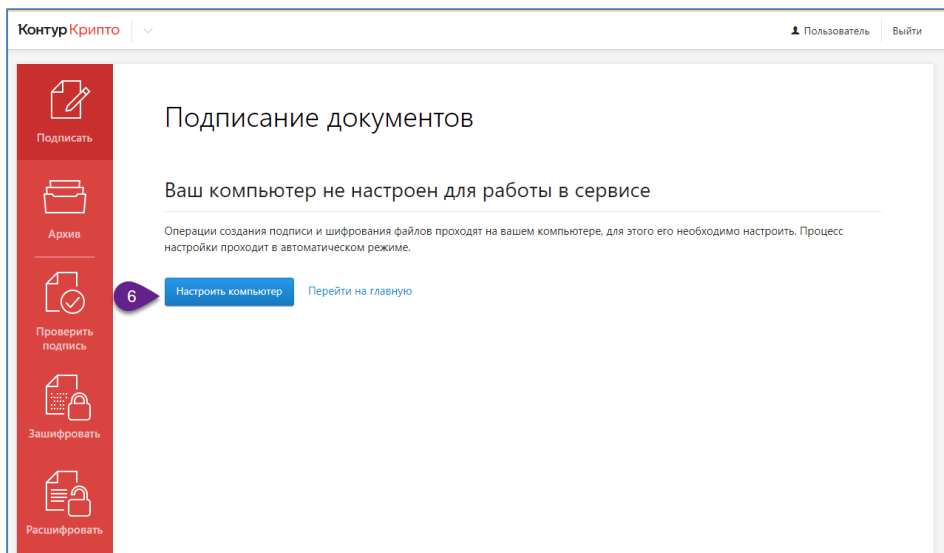 КонтурКрипто
Пользователь
Выйти
Подписать
Архив
Проверить
подпись
Зашифровать
Расшифровать
Подписание документов
Ваш компьютер не настроен для работы в сервисе
Операции создания подписи и шифрования файлов проходят на вашем компьютере, для этого его необходимо настроить. Процесс
настройки проходит в автоматическом режиме.
6
Настроить компьютер
Перейти на главную